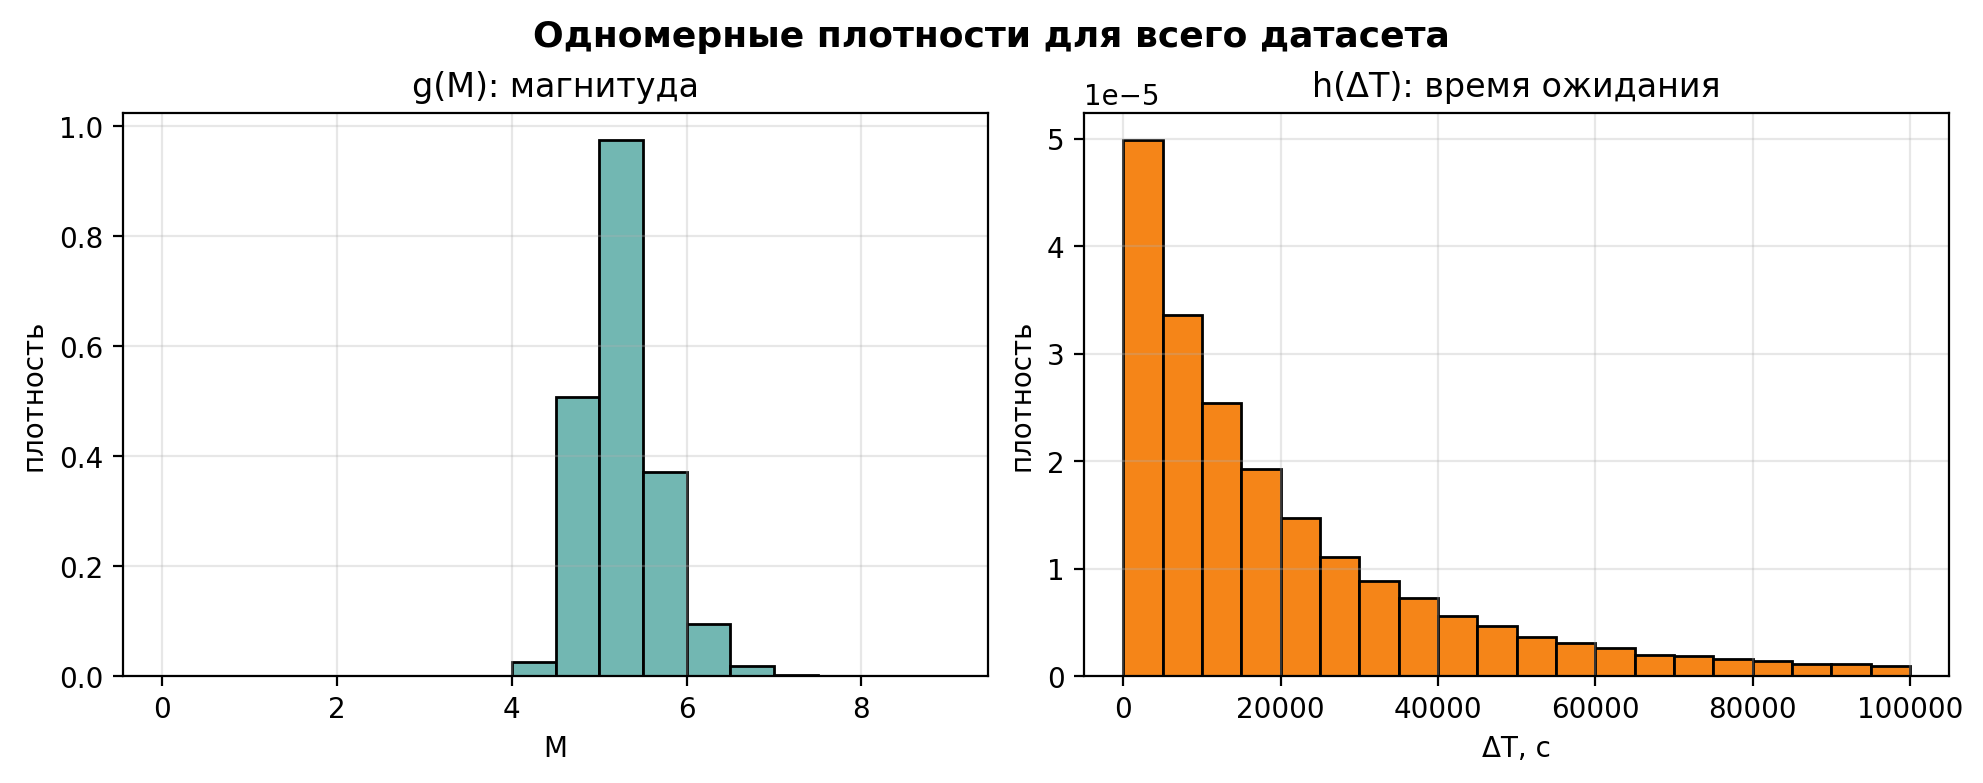 Одномерные плотности для всего датасета
g(M): магнитуда
плотность
1.0
0.8
0.6
0.4
0.2
0.0
0 2 4 6 8
M
h(ΔT): время ожидания
1e−5
плотность
5
4
3
2
1
0
0 20000 40000 60000 80000 100000
ΔT, с